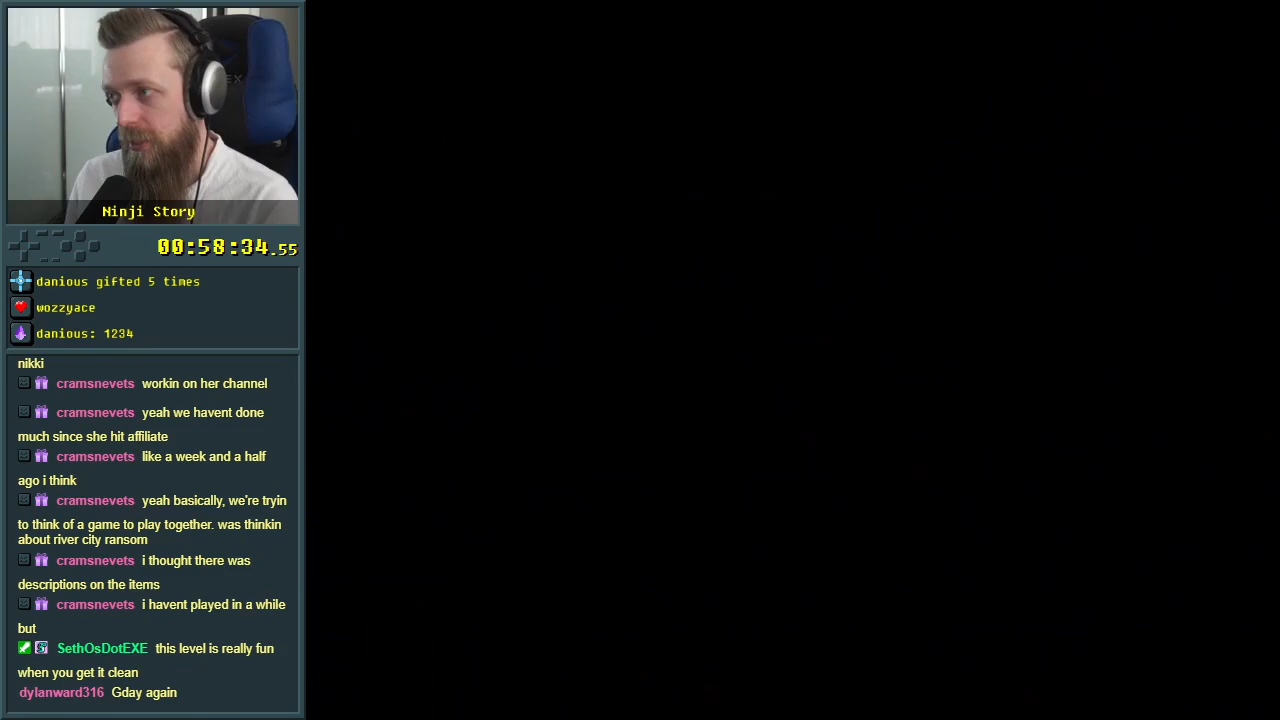 Ninji Story
00:58:34.55
danious gifted 5 times
wozzyace
danious: 1234
nikki
cramsnevets workin on her channel
cramsnevets yeah we havent done
much since she hit affiliate
cramsnevets like a week and a half
ago i think
cramsnevets yeah basically, we're tryin
to think of a game to play together. was thinkin
about river city ransom
cramsnevets i thought there was
descriptions on the items
cramsnevets i havent played in a while
but
SethOsDotEXE this level is really fun
when you get it clean
dylanward316 Gday again